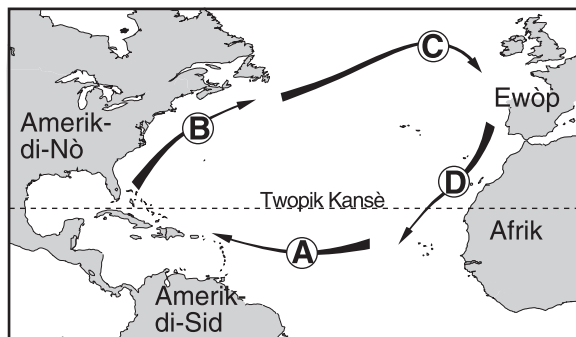 C
Ewòp
Amerik-
di-Nò
B
D
Twopik Kansè
Afrik
A
Amerik-
di-Sid